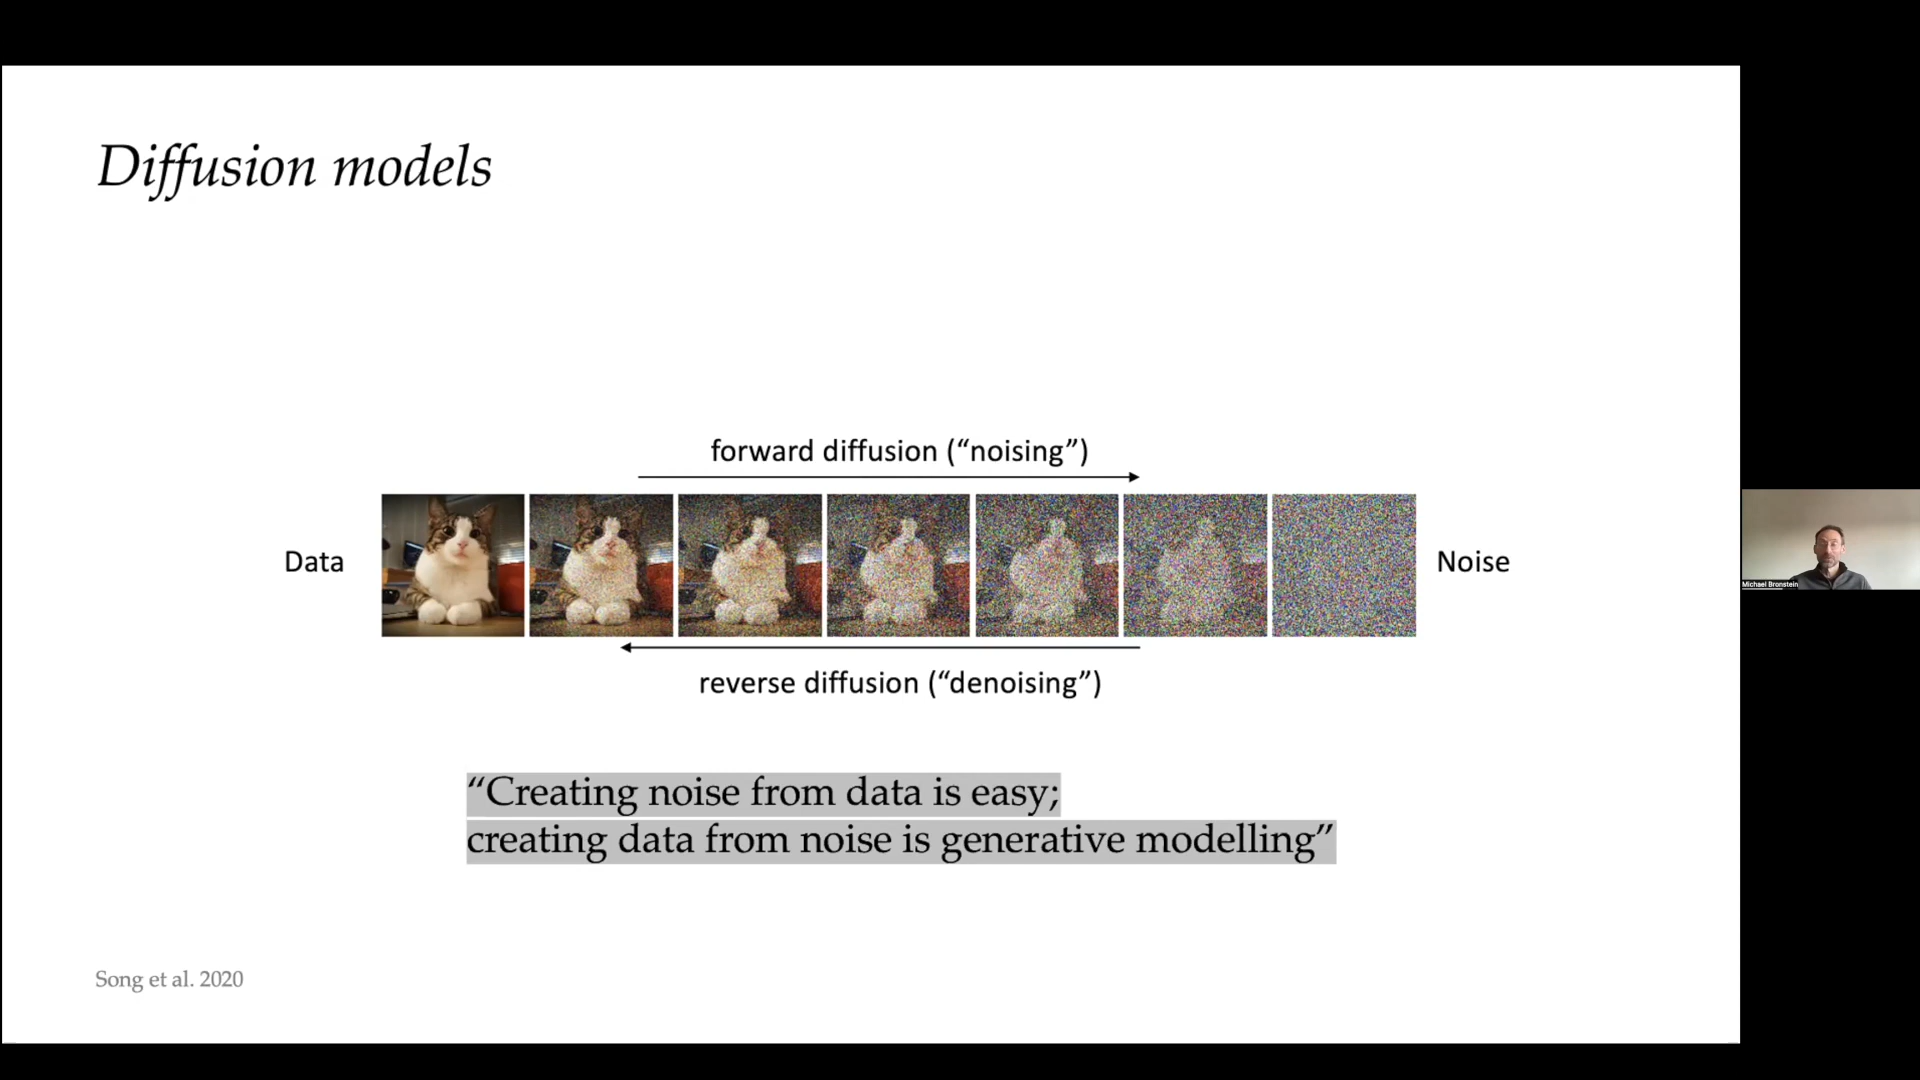 Diffusion models
forward diffusion (“noising”)
Data
Noise
Michael Bronstein
reverse diffusion (“denoising”)
“Creating noise from data is easy;
creating data from noise is generative modelling”
Song et al. 2020